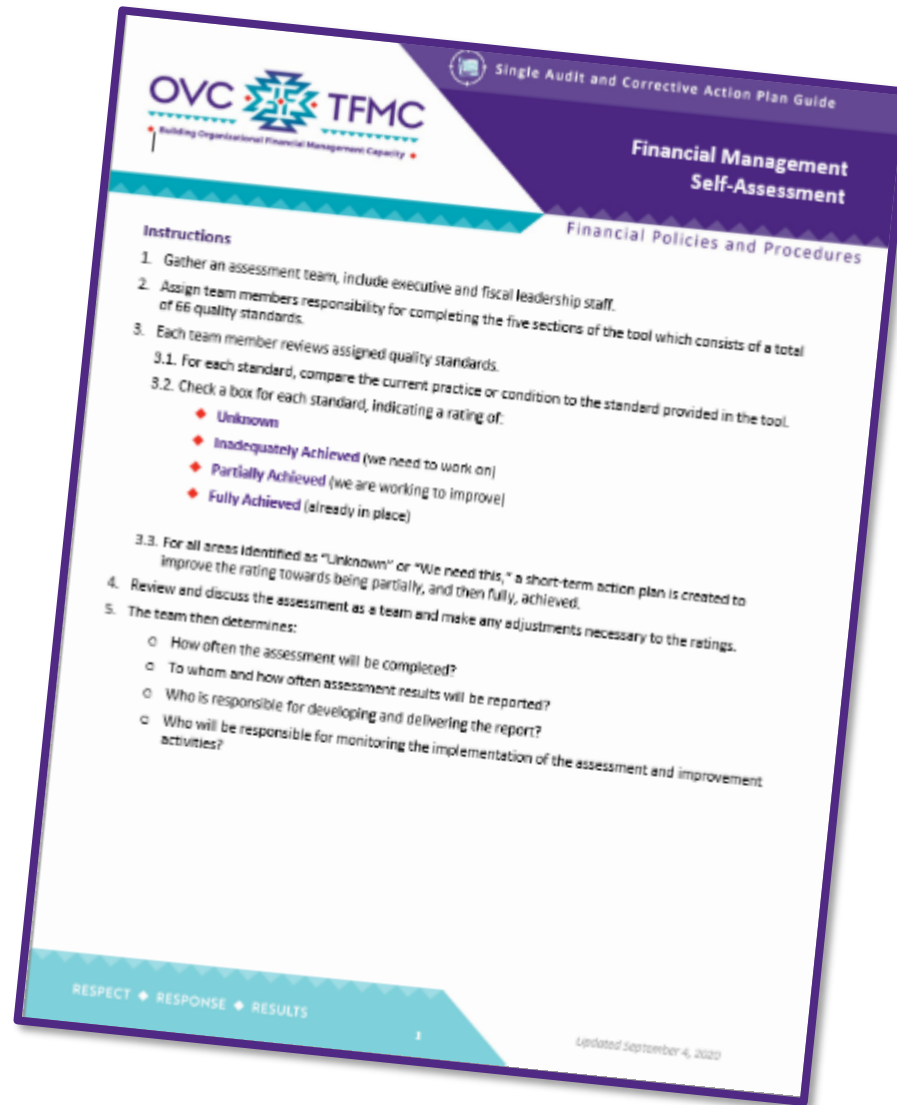 Single Audit and Corrective Action Plan Guide
OVC TFMC
Building Organizational Financial Management Capacity
Financial Management
Self-Assessment
Financial Policies and Procedures
Instructions
1. Gather an assessment team, include executive and fiscal leadership staff.
2. Assign team members responsibility for completing the five sections of the tool which consists of a total
of 66 quality standards.
3. Each team member reviews assigned quality standards.
3.1. For each standard, compare the current practice or condition to the standard provided in the tool.
3.2. Check a box for each standard, indicating a rating of:
Unknown
Inadequately Achieved (we need to work on)
Partially Achieved (we are working to improve)
Fully Achieved (already in place)
3.3. For all areas identified as "Unknown" or "We need this," a short-term action plan is created to
improve the rating towards being partially, and then fully, achieved.
4. Review and discuss the assessment as a team and make any adjustments necessary to the ratings.
5. The team then determines:
o How often the assessment will be completed?
o To whom and how often assessment results will be reported?
o Who is responsible for developing and delivering the report?
o Who will be responsible for monitoring the implementation of the assessment and improvement
activities?
RESPECT ◆ RESPONSE ◆ RESULTS
1
Updated September 4, 2020